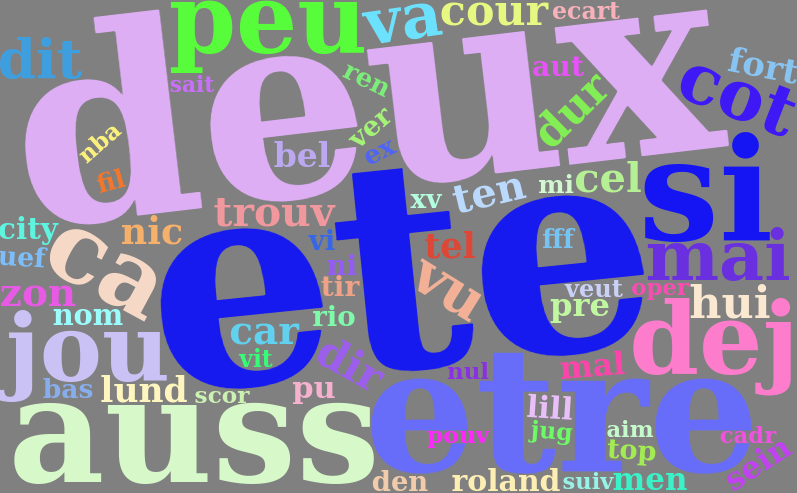 deux
peu
va
cour
ecart
dit
sait
ren
aut
fort
cot
dur
nba
ver
ex
bel
fil
xv
ten
mi
cel
si
city
nic
trouv
ete
vi
tel
fff
mai
uef
ca
nl
tir
vu
veut
oper
zon
nom
rio
pre
hui
jou
car
vit
dir
nul
mal
dej
bas
lund
scor
pu
etre
lill
auss
pouv
jug
aim
cadr
top
sein
den
roland
suiv
men